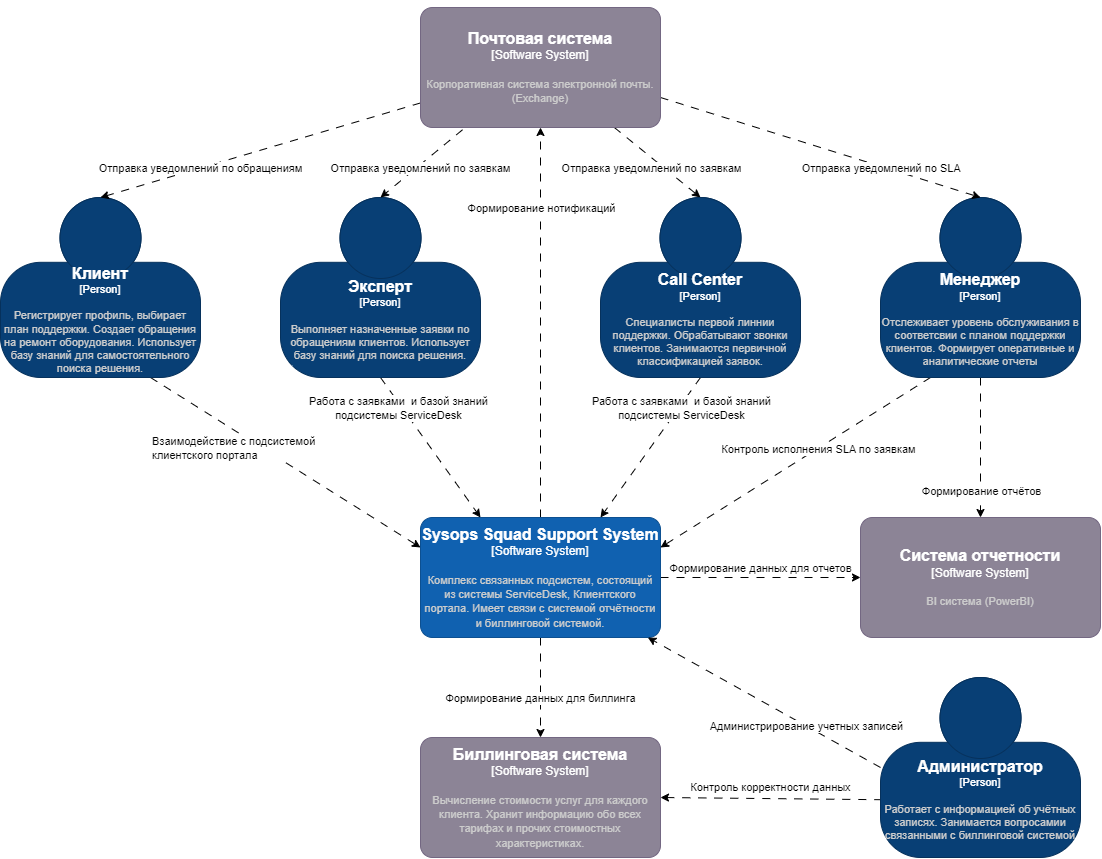 Почтовая система
[Software System]
Корпоративная система электронной почты.
(Exchange)
Отправка уведомлений по обращениям
Отправка уведомлений по заявкам
Отправка уведомлений по заявкам
Отправка уведомлений по SLA
Формирование нотификаций
Клиент
[Person]
Регистрирует профиль, выбирает
план поддержки. Создает обращения
на ремонт оборудования. Использует
базу знаний для самостоятельного
поиска решения.
Эксперт
[Person]
Выполняет назначенные заявки по
обращениям клиентов. Использует
базу знаний для поиска решения.
Call Center
[Person]
Специалисты первой линнии
поддержки. Обрабатывают звонки
клиентов. Занимаются первичной
классификацией заявок.
Менеджер
[Person]
Отслеживает уровень обслуживания в
соответсвии с планом поддержки
клиентов. Формирует оперативные и
аналитические отчеты
Взаимодействие с подсистемой
клиентского портала
Работа с заявками  и базой знаний
подсистемы ServiceDesk
Работа с заявками  и базой знаний
подсистемы ServiceDesk
Контроль исполнения SLA по заявкам
Формирование отчётов
Sysops Squad Support System
[Software System]
Комплекс связанных подсистем, состоящий
из системы ServiceDesk, Клиентского
портала. Имеет связи с системой отчётности
и биллинговой системой.
Формирование данных для отчетов
Система отчетности
[Software System]
BI система (PowerBI)
Формирование данных для биллинга
Администрирование учетных записей
Биллинговая система
[Software System]
Вычисление стоимости услуг для каждого
клиента. Хранит информацию обо всех
тарифах и прочих стоимостных
характеристиках.
Контроль корректности данных
Администратор
[Person]
Работает с информацией об учётных
записях. Занимается вопросамии
связанными с биллинговой системой